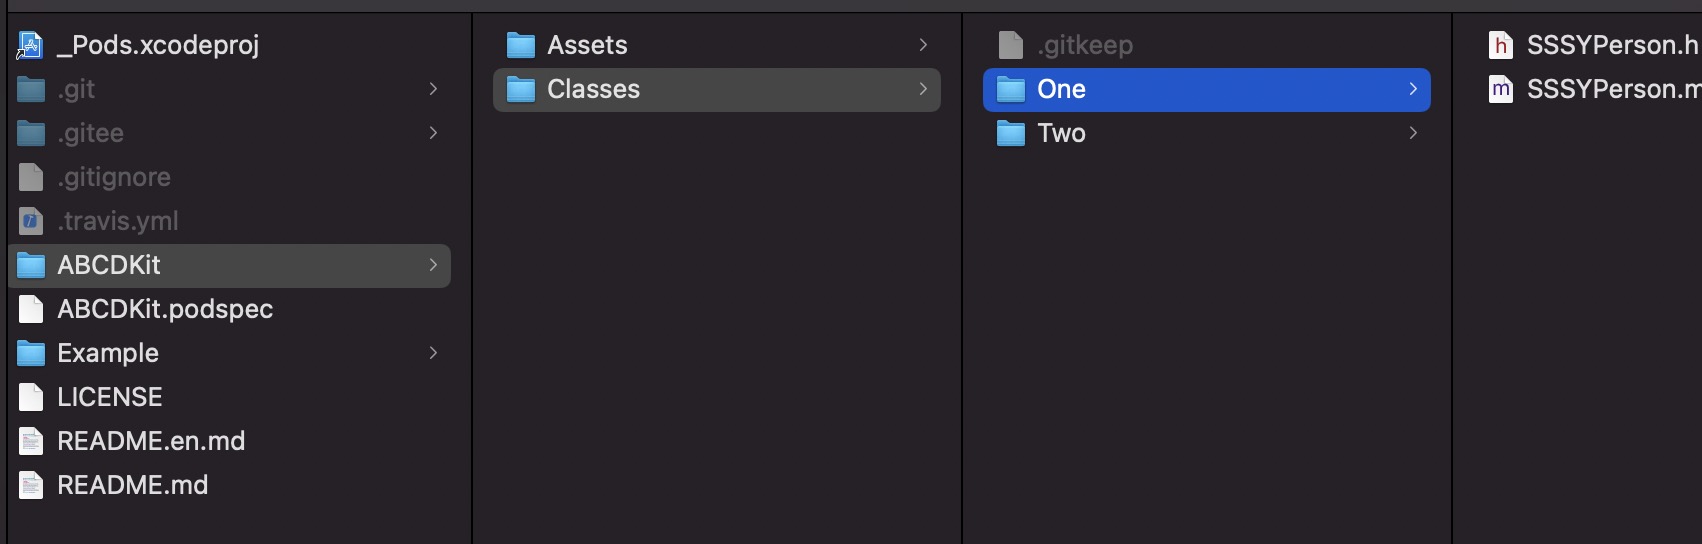 _Pods.xcodeproj
.git
.gitee
.gitignore
.travis.yml
ABCDKit
ABCDKit.podspec
Example
LICENSE
README.en.md
README.md
Assets
Classes
.gitkeep
One
Two
h SSSYPerson.h
m SSSYPerson.m